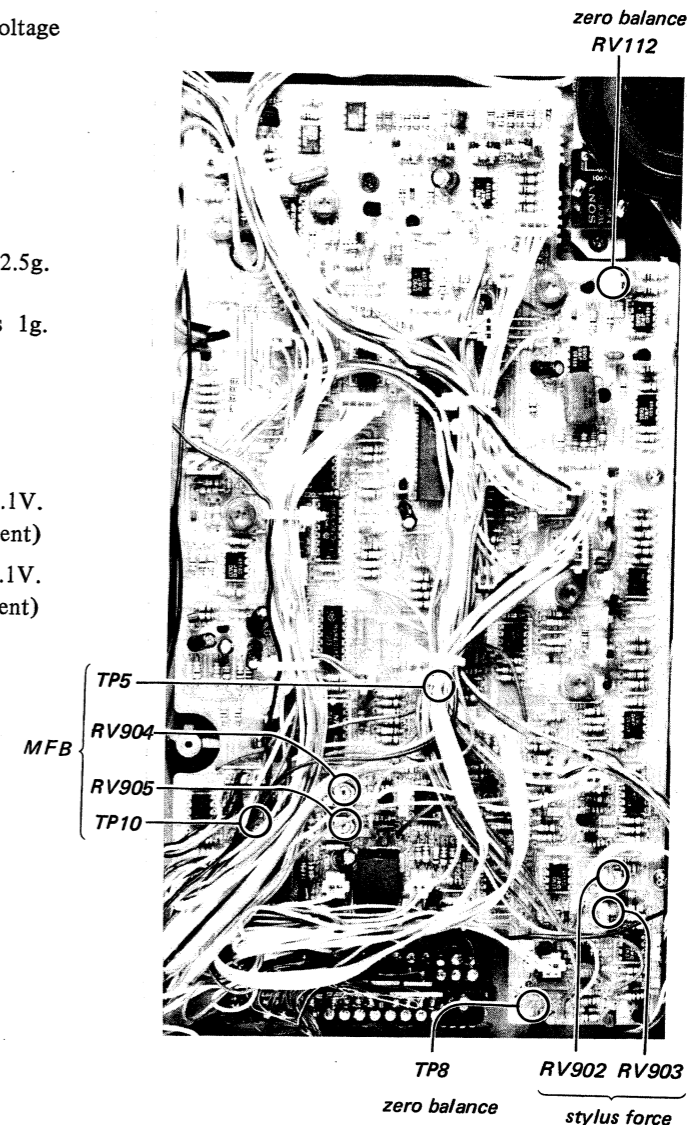 oltage
2.5g.
s 1g.
.1V.
ent)
.1V.
ent)
zero balance
RV112
SONY
TP5
RV904
MFB
RV905
TP10
TP8
RV902 RV903
zero balance
stylus force